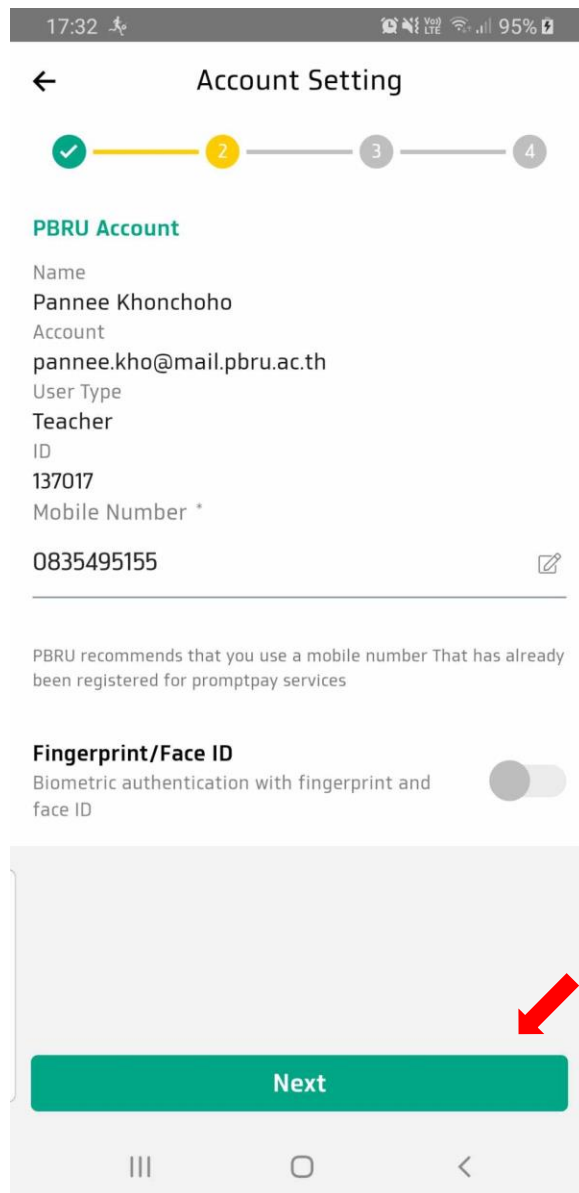 17:32 Vo) LTE 95%
Account Setting
2 3 4
PBRU Account
Name
Pannee Khonchoho
Account
pannee.kho@mail.pbru.ac.th
User Type
Teacher
ID
137017
Mobile Number *
0835495155
PBRU recommends that you use a mobile number That has already
been registered for promptpay services
Fingerprint/Face ID
Biometric authentication with fingerprint and
face ID
Next